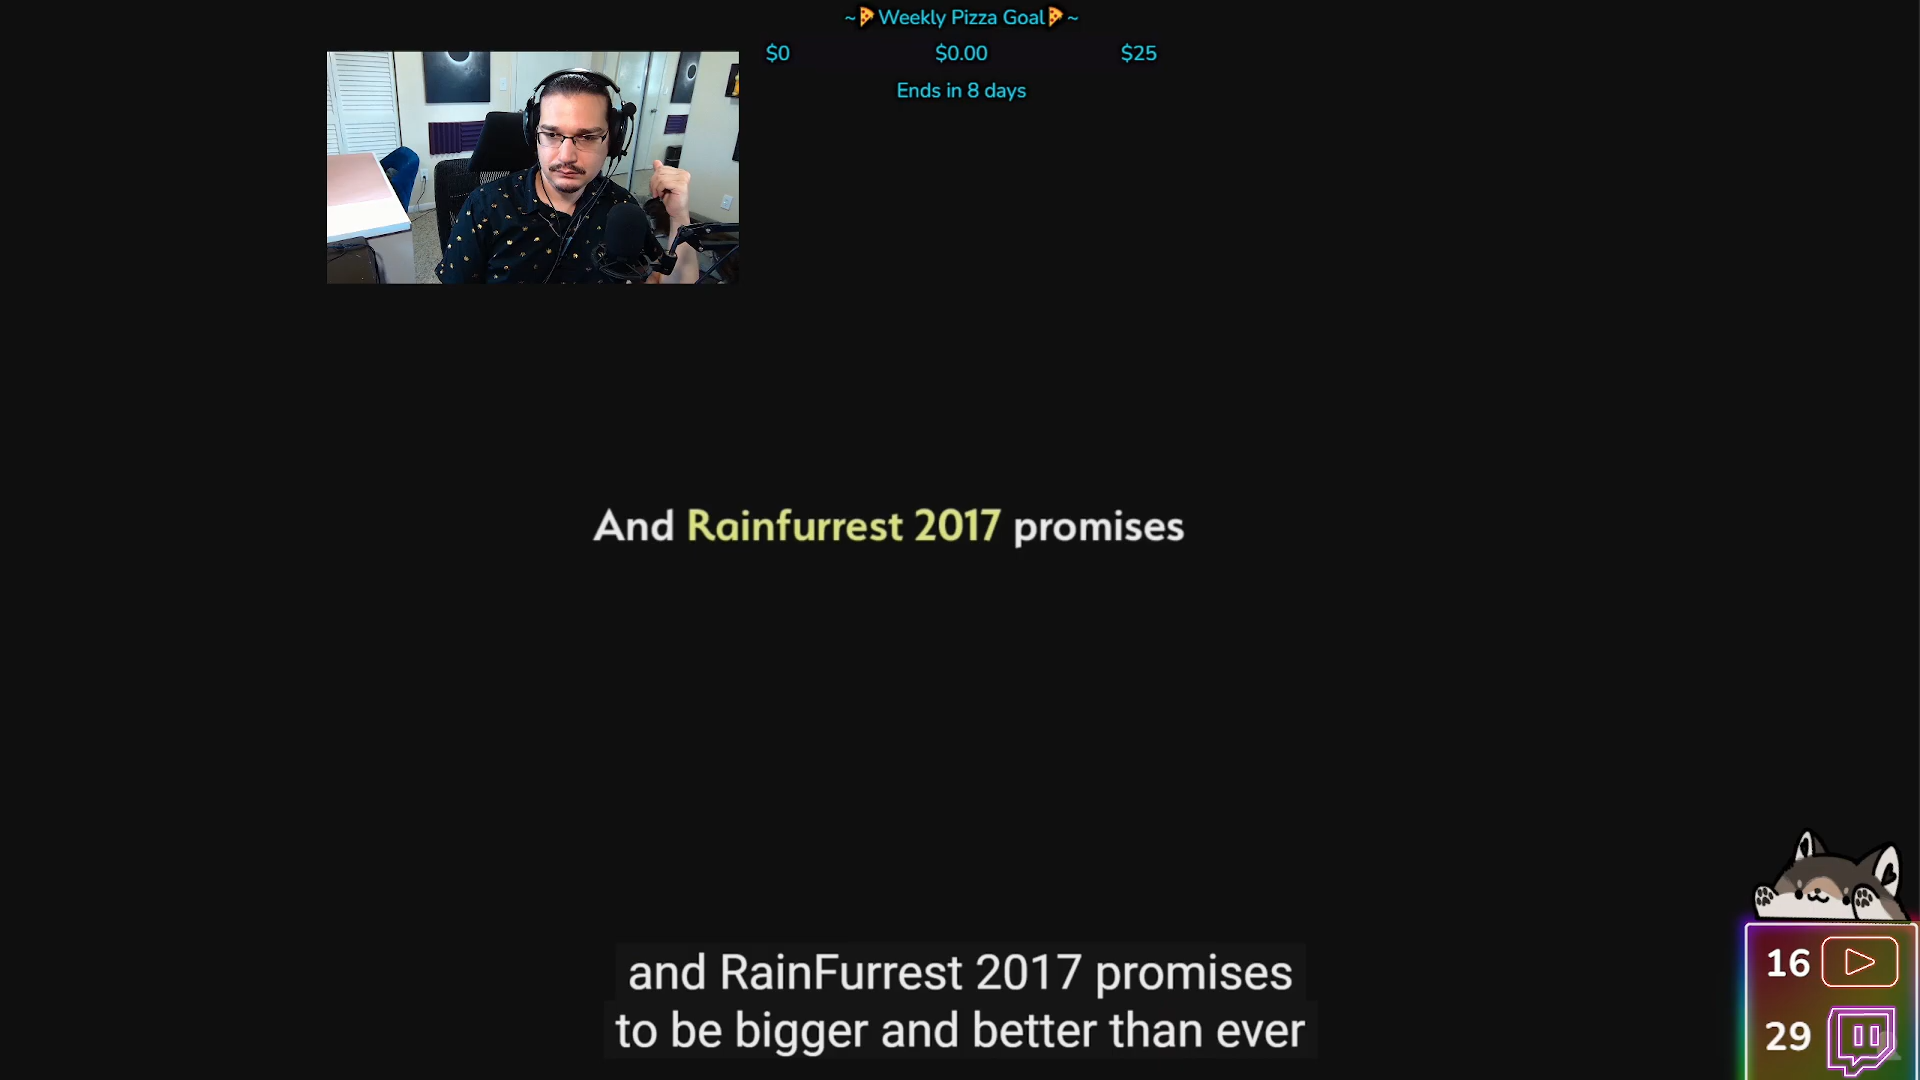 ~🍕Weekly Pizza Goal🍕~
$0 $0.00 $25
Ends in 8 days
And Rainfurrest 2017 promises
and RainFurrest 2017 promises
to be bigger and better than ever
16
29